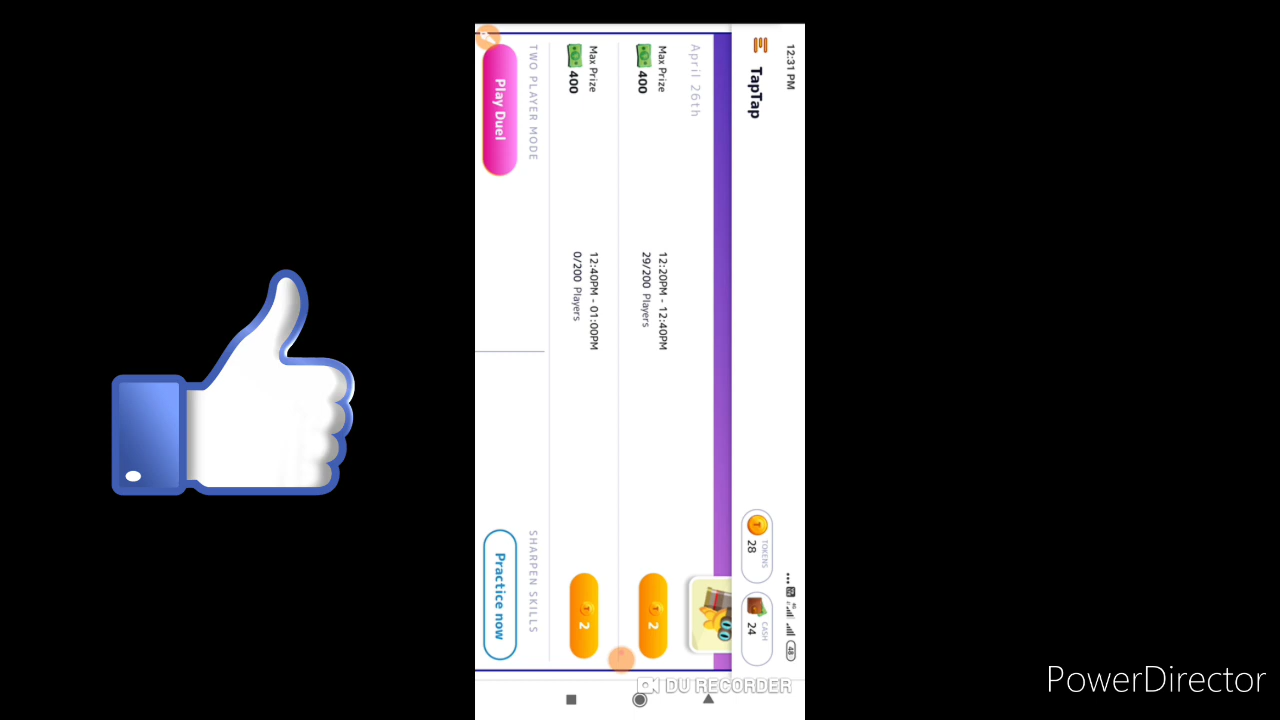 12:31 PM
48
TapTap
TOKENS
28
CASH
24
April 26th
Max Prize
400
12:20PM - 12:40PM
29/200 Players
2
Max Prize
400
12:40PM - 01:00PM
0/200 Players
2
TWO PLAYER MODE
Play Duel
SHARPEN SKILLS
Practice now
DU RECORDER
PowerDirector